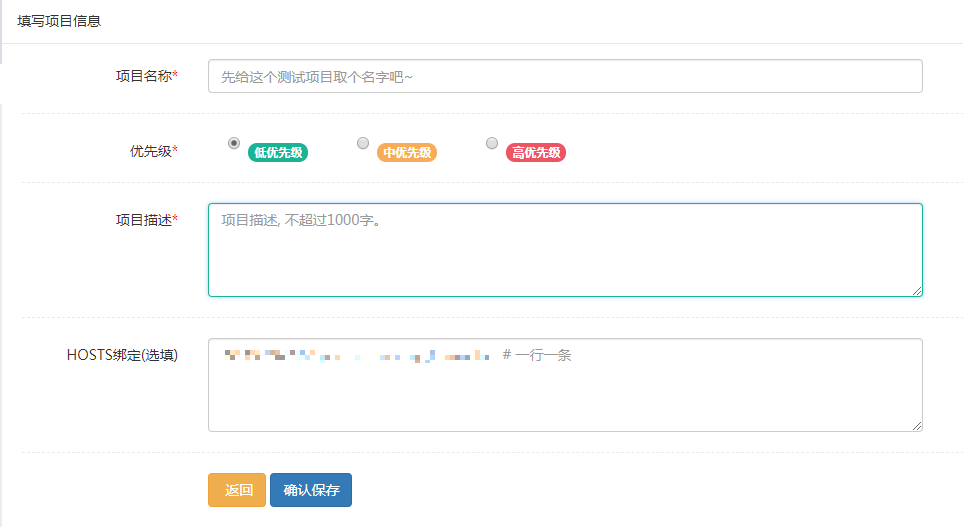 填写项目信息
项目名称* 先给这个测试项目取个名字吧~
优先级* 低优先级 中优先级 高优先级
项目描述* 项目描述, 不超过1000字。
HOSTS绑定(选填) # 一行一条
返回 确认保存